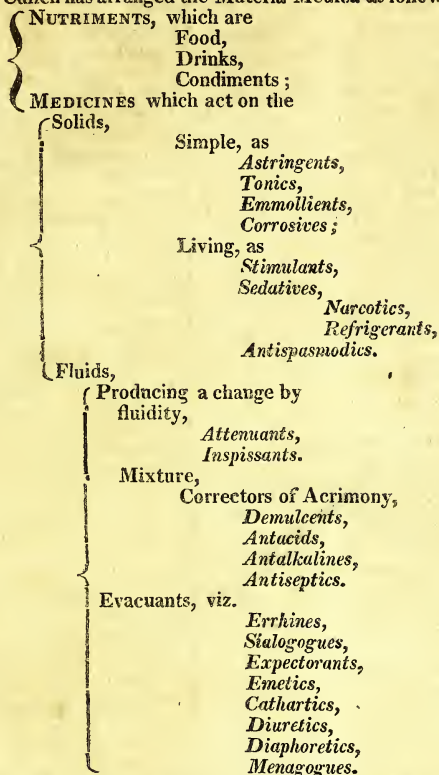 NUTRIMENTS, which are
Food,
Drinks,
Condiments ;
MEDICINES which act on the
Solids,
Simple, as
Astringents,
Tonics,
Emmollients,
Corrosives ;
Living, as
Stimulants,
Sedatives,
Narcotics,
Refrigerants,
Antispasmodics.
Fluids,
Producing a change by
fluidity,
Attenuants,
Inspissants.
Mixture,
Correctors of Acrimony,
Demulcents,
Antacids,
Antalkalines,
Antiseptics.
Evacuants, viz.
Errhines,
Sialogogues,
Expectorants,
Emetics,
Cathartics,
Diuretics,
Diaphoretics,
Menagogues.